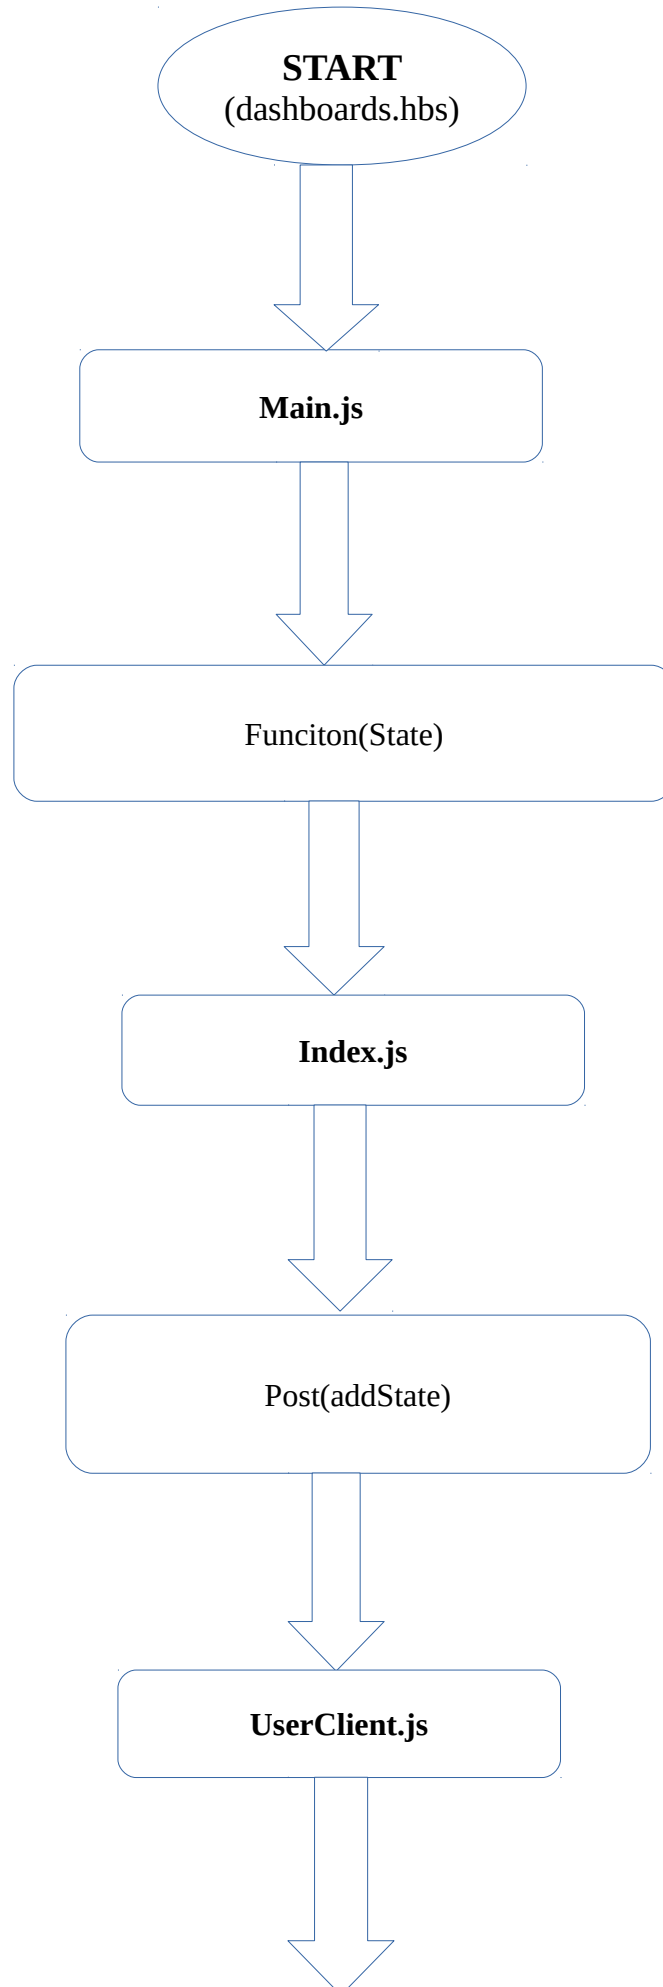 START
(dashboards.hbs)
Main.js
Funciton(State)
Index.js
Post(addState)
UserClient.js